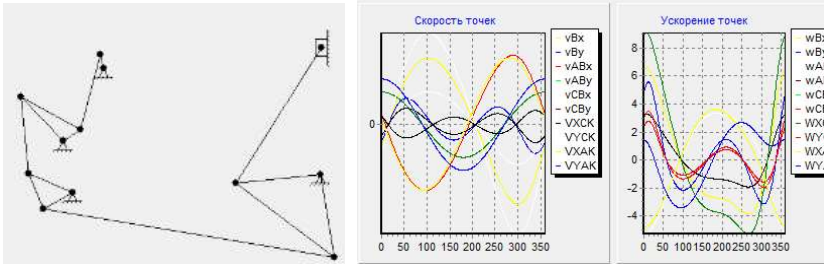 Скорость точек
vBx
vBy
vABx
vABy
vCBx
vCBy
VXCK
VYCK
VXAK
VYAK
0
0 50 100 150 200 250 300 350
Ускорение точек
wBx
wBy
8
6
4
2
0
-2
-4
0 50 100 150 200 250 300 350